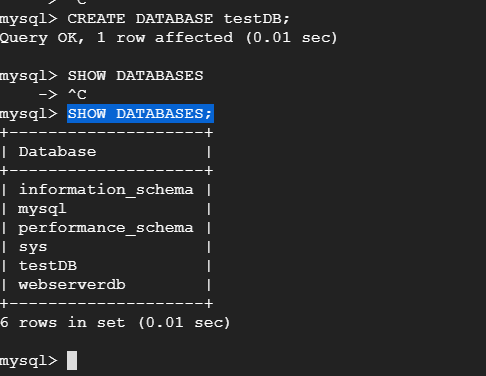 mysql> CREATE DATABASE testDB;
Query OK, 1 row affected (0.01 sec)
mysql> SHOW DATABASES
    -> ^C
mysql> SHOW DATABASES;
+--------------------+
| Database           |
+--------------------+
| information_schema |
| mysql              |
| performance_schema |
| sys                |
| testDB             |
| webserverdb        |
+--------------------+
6 rows in set (0.01 sec)
mysql>